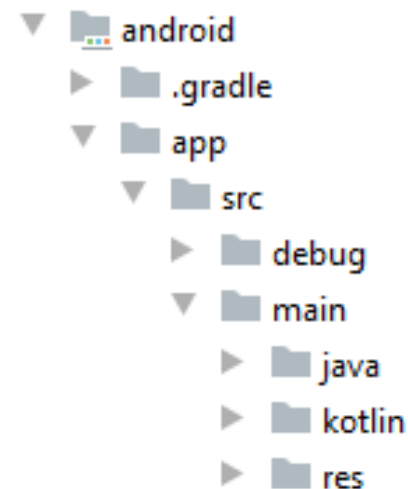 android
.gradle
app
src
debug
main
java
kotlin
res